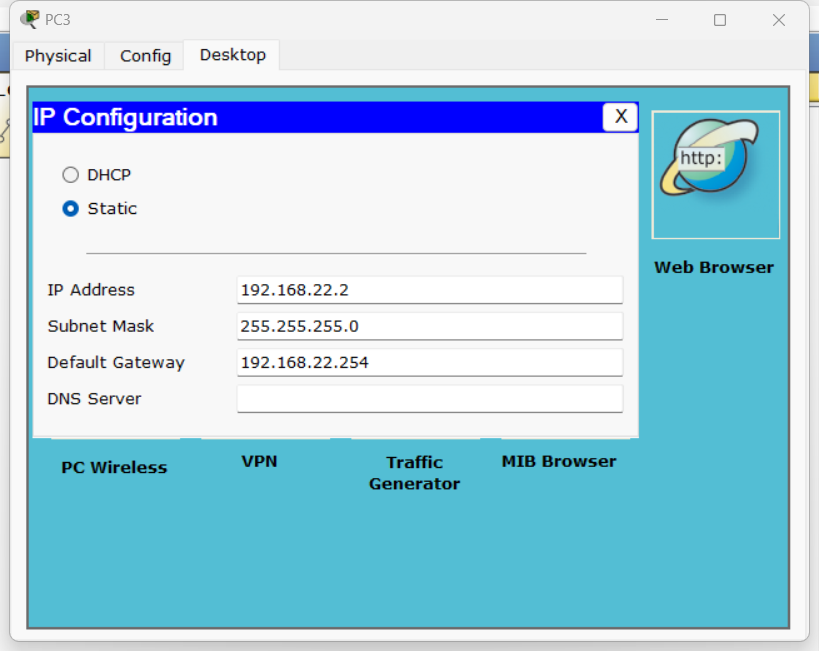 PC3
Physical Config Desktop
IP Configuration X
http:
DHCP
Static
Web Browser
IP Address 192.168.22.2
Subnet Mask 255.255.255.0
Default Gateway 192.168.22.254
DNS Server
PC Wireless VPN Traffic Generator MIB Browser